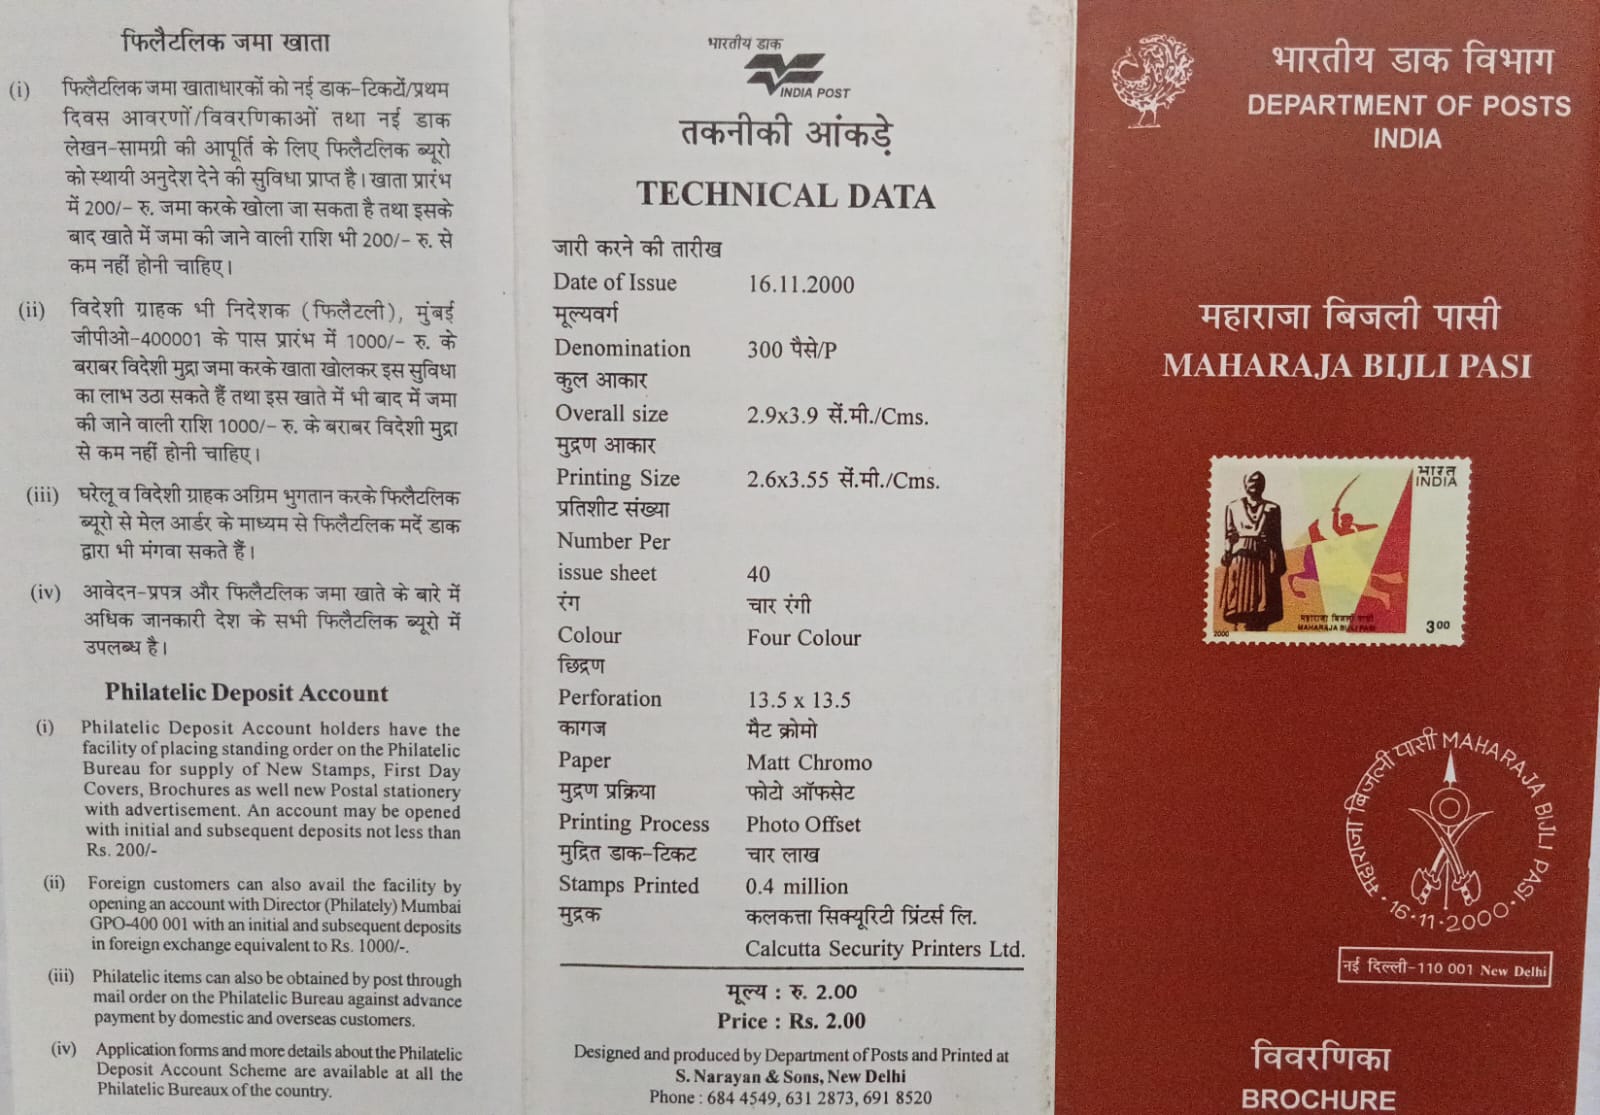 फिलैटलिक जमा खाता
(i) फिलैटलिक जमा खाताधारकों को नई डाक-टिकटों/प्रथम
दिवस आवरणों/विवरणिकाओं तथा नई डाक
लेखन-सामग्री की आपूर्ति के लिए फिलैटलिक ब्यूरो
को स्थायी अनुदेश देने की सुविधा प्राप्त है। खाता प्रारंभ
में 200/- रु. जमा करके खोला जा सकता है तथा इसके
बाद खाते में जमा की जाने वाली राशि भी 200/- रु. से
कम नहीं होनी चाहिए।
(ii) विदेशी ग्राहक भी निदेशक (फिलैटली), मुंबई
जीपीओ-400001 के पास प्रारंभ में 1000/- रु. के
बराबर विदेशी मुद्रा जमा करके खाता खोलकर इस सुविधा
का लाभ उठा सकते हैं तथा इस खाते में भी बाद में जमा
की जाने वाली राशि 1000/- रु. के बराबर विदेशी मुद्रा
से कम नहीं होनी चाहिए।
(iii) घरेलू व विदेशी ग्राहक अग्रिम भुगतान करके फिलैटलिक
ब्यूरो से मेल आर्डर के माध्यम से फिलैटलिक मदें डाक
द्वारा भी मंगवा सकते हैं।
(iv) आवेदन-प्रपत्र और फिलैटलिक जमा खाते के बारे में
अधिक जानकारी देश के सभी फिलैटलिक ब्यूरो में
उपलब्ध है।
Philatelic Deposit Account
(i) Philatelic Deposit Account holders have the
facility of placing standing order on the Philatelic
Bureau for supply of New Stamps, First Day
Covers, Brochures as well new Postal stationery
with advertisement. An account may be opened
with initial and subsequent deposits not less than
Rs. 200/-
(ii) Foreign customers can also avail the facility by
opening an account with Director (Philately) Mumbai
GPO-400 001 with an initial and subsequent deposits
in foreign exchange equivalent to Rs. 1000/-.
(iii) Philatelic items can also be obtained by post through
mail order on the Philatelic Bureau against advance
payment by domestic and overseas customers.
(iv) Application forms and more details about the Philatelic
Deposit Account Scheme are available at all the
Philatelic Bureaux of the country.
भारतीय डाक
INDIA POST
तकनीकी आंकड़े
TECHNICAL DATA
जारी करने की तारीख
Date of Issue 16.11.2000
मूल्यवर्ग
Denomination 300 पैसे/P
कुल आकार
Overall size 2.9x3.9 सें.मी./Cms.
मुद्रण आकार
Printing Size 2.6x3.55 सें.मी./Cms.
प्रतिशीट संख्या
Number Per
issue sheet 40
रंग चार रंगी
Colour Four Colour
छिद्रण
Perforation 13.5 x 13.5
कागज मैट क्रोमो
Paper Matt Chromo
मुद्रण प्रक्रिया फोटो ऑफसेट
Printing Process Photo Offset
मुद्रित डाक-टिकट चार लाख
Stamps Printed 0.4 million
मुद्रक कलकत्ता सिक्यूरिटी प्रिंटर्स लि.
Calcutta Security Printers Ltd.
मूल्य : रु. 2.00
Price : Rs. 2.00
Designed and produced by Department of Posts and Printed at
S. Narayan & Sons, New Delhi
Phone : 684 4549, 631 2873, 691 8520
भारतीय डाक विभाग
DEPARTMENT OF POSTS
INDIA
महाराजा बिजली पासी
MAHARAJA BIJLI PASI
भारत
INDIA
महाराजा बिजली पासी
MAHARAJA BIJLI PASI
2000
3 00
महाराजा बिजली पासी MAHARAJA BIJLI PASI
• 16·11·2000 •
नई दिल्ली-110 001 New Delhi
विवरणिका
BROCHURE